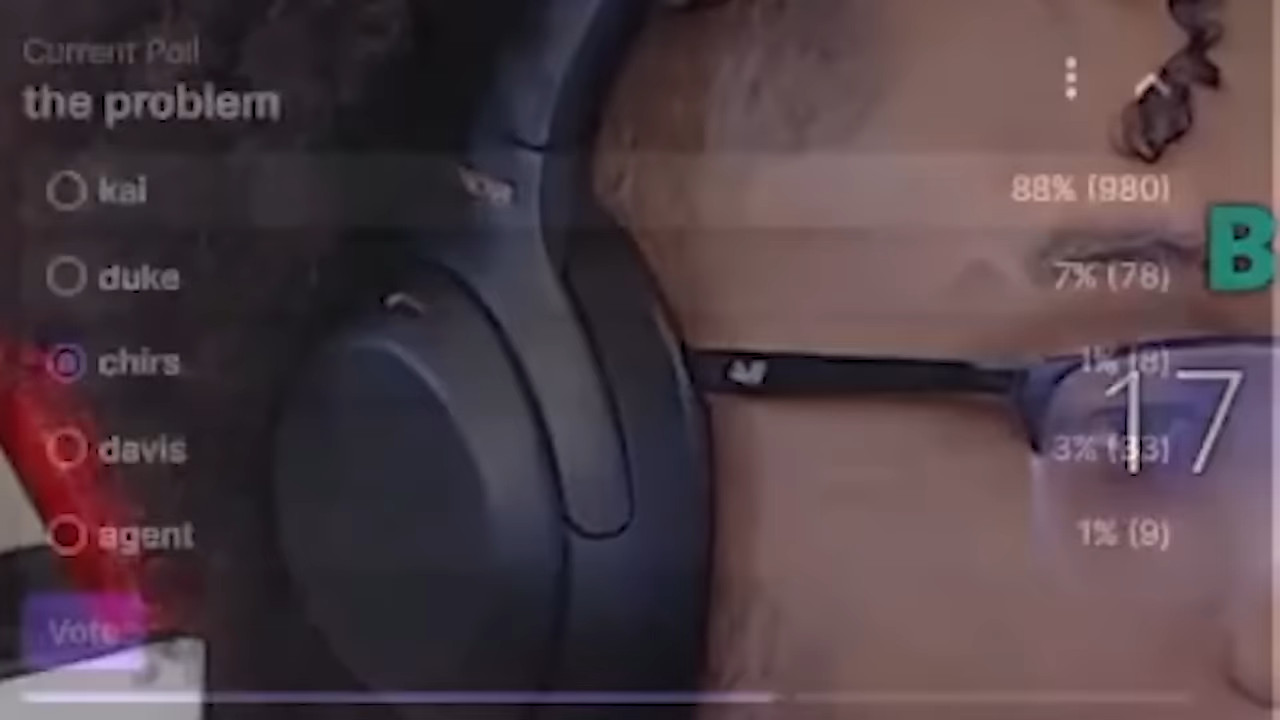 Current Poll
the problem
kai 88% (980)
duke 7% (78)
B
chirs 1% (8)
17
davis 3% (33)
agent 1% (9)
Vote